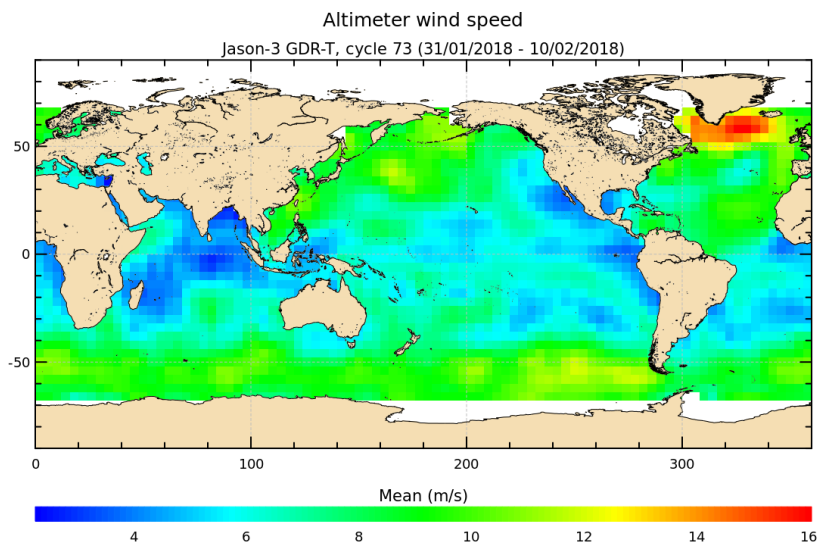 Altimeter wind speed
Jason-3 GDR-T, cycle 73 (31/01/2018 - 10/02/2018)
50
0
-50
0 100 200 300
Mean (m/s)
4 6 8 10 12 14 16